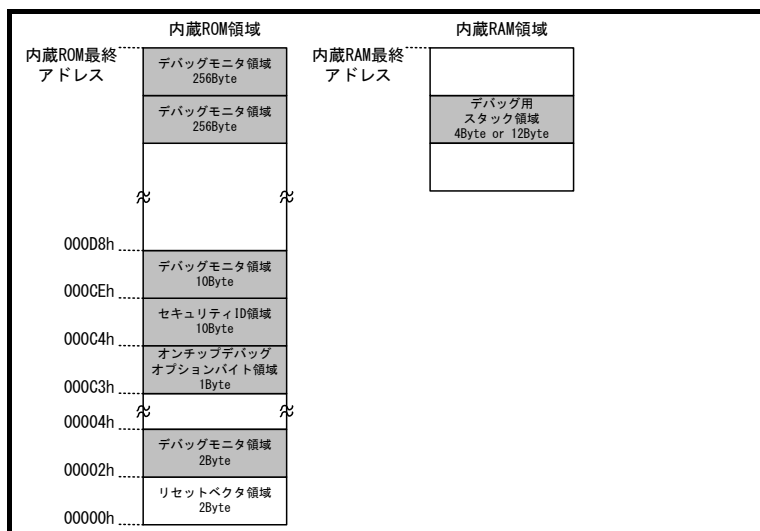 内蔵ROM領域
内蔵RAM領域
内蔵ROM最終
アドレス
デバッグモニタ領域
256Byte
デバッグモニタ領域
256Byte
内蔵RAM最終
アドレス
デバッグ用
スタック領域
4Byte or 12Byte
000D8h
デバッグモニタ領域
10Byte
000CEh
セキュリティID領域
10Byte
000C4h
オンチップデバッグ
オプションバイト領域
1Byte
000C3h
00004h
デバッグモニタ領域
2Byte
00002h
リセットベクタ領域
2Byte
00000h